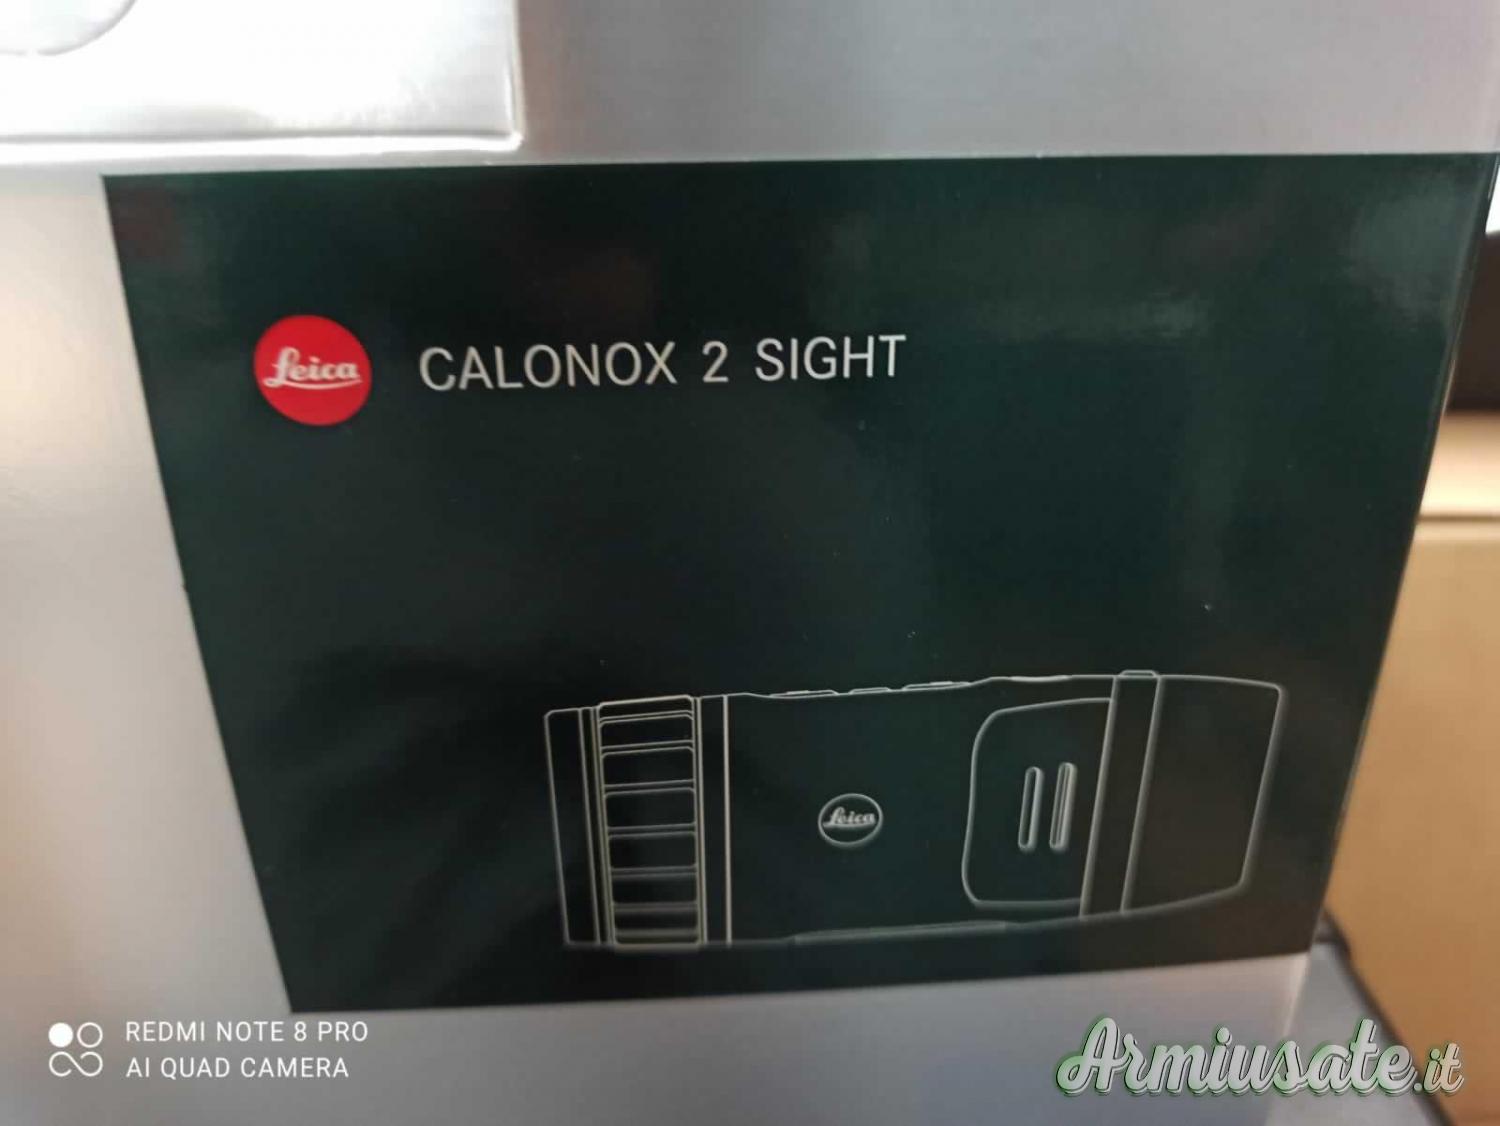 Leica CALONOX 2 SIGHT
Leica
REDMI NOTE 8 PRO
AI QUAD CAMERA
Armiusate.it